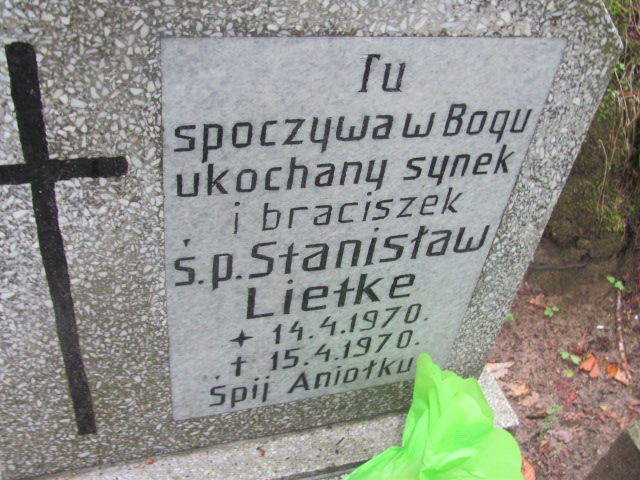 Tu
spoczywa w Bogu
ukochany synek
i braciszek
ś.p. Stanisław
Lietke
✦ 14.4.1970.
✝ 15.4.1970.
Śpij Aniołku